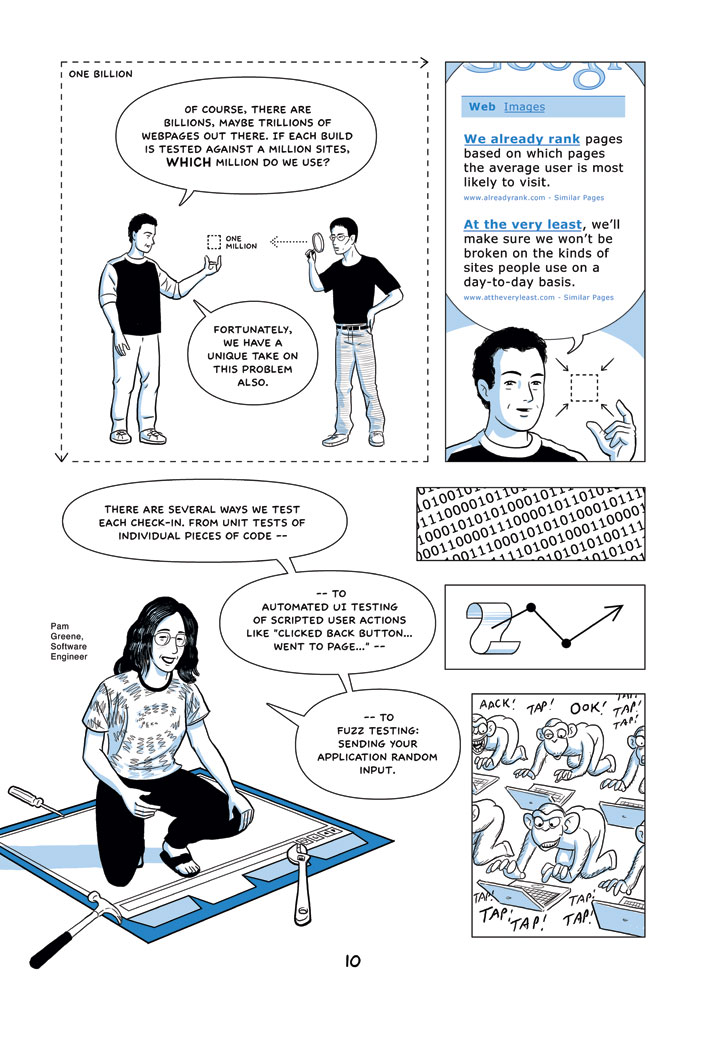 ONE BILLION
OF COURSE, THERE ARE
BILLIONS, MAYBE TRILLIONS OF
WEBPAGES OUT THERE. IF EACH BUILD
IS TESTED AGAINST A MILLION SITES,
WHICH MILLION DO WE USE?
ONE
MILLION
FORTUNATELY,
WE HAVE A
UNIQUE TAKE ON
THIS PROBLEM
ALSO.
Web Images
We already rank pages
based on which pages
the average user is most
likely to visit.
www.alreadyrank.com - Similar Pages
At the very least, we'll
make sure we won't be
broken on the kinds of
sites people use on a
day-to-day basis.
www.attheveryleast.com - Similar Pages
THERE ARE SEVERAL WAYS WE TEST
EACH CHECK-IN. FROM UNIT TESTS OF
INDIVIDUAL PIECES OF CODE --
-- TO
AUTOMATED UI TESTING
OF SCRIPTED USER ACTIONS
LIKE "CLICKED BACK BUTTON...
WENT TO PAGE..." --
Pam
Greene,
Software
Engineer
-- TO
FUZZ TESTING:
SENDING YOUR
APPLICATION RANDOM
INPUT.
AACK! TAP! OOK! TAP!
TAP!
TAP!
TAP! TAP!
TAP! TAP! TAP!
10